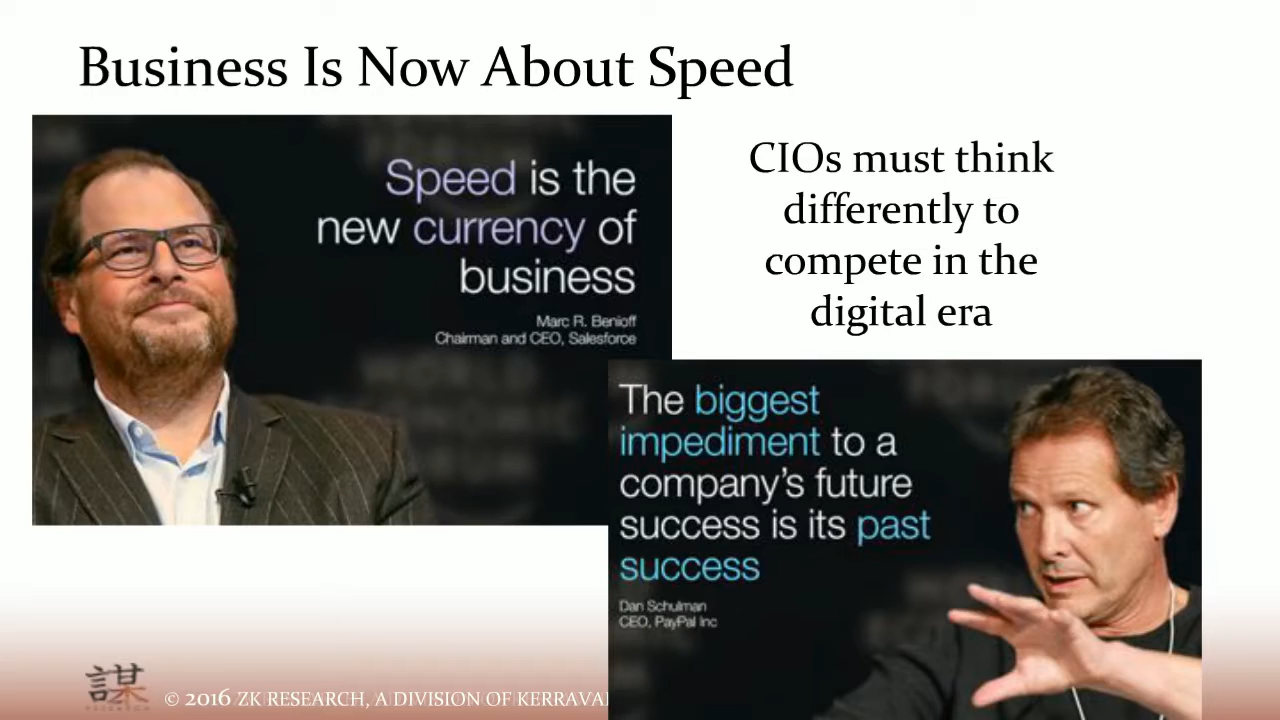 Business Is Now About Speed
Speed is the
new currency of
business
Marc R. Benioff
Chairman and CEO, Salesforce
CIOs must think
differently to
compete in the
digital era
The biggest
impediment to a
company's future
success is its past
success
Dan Schulman
CEO, PayPal Inc
謀
© 2016 ZK RESEARCH, A DIVISION OF KERRAVA